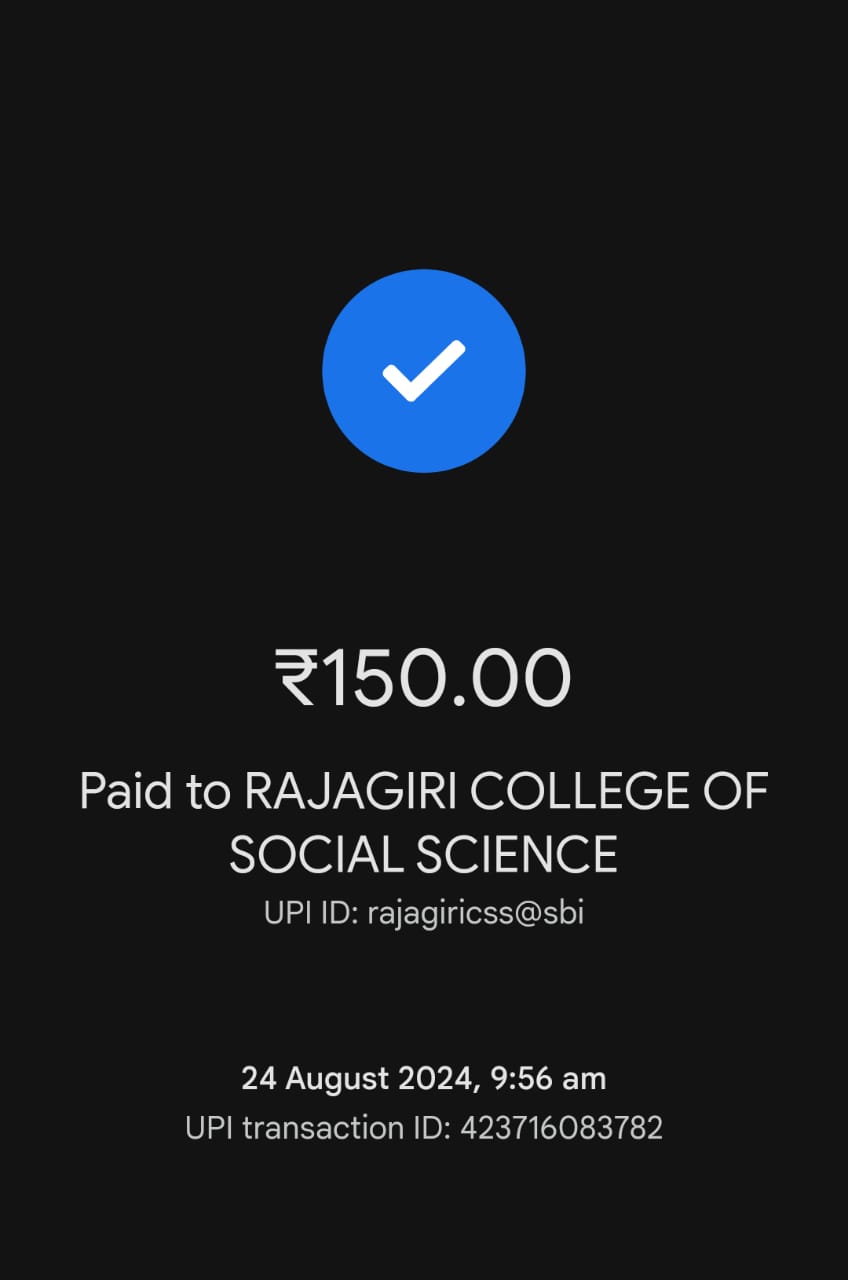 ₹150.00
Paid to RAJAGIRI COLLEGE OF
SOCIAL SCIENCE
UPI ID: rajagiricss@sbi
24 August 2024, 9:56 am
UPI transaction ID: 423716083782